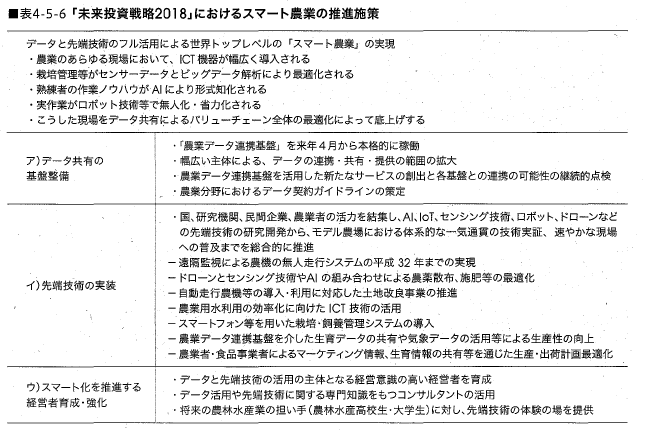 ■表4-5-6「未来投資戦略2018」におけるスマート農業の推進施策
データと先端技術のフル活用による世界トップレベルの「スマート農業」の実現
・農業のあらゆる現場において、ICT機器が幅広く導入される
・栽培管理等がセンサーデータとビッグデータ解析により最適化される
・熟練者の作業ノウハウがAIにより形式知化される
・実作業がロボット技術等で無人化・省力化される
・こうした現場をデータ共有によるバリューチェーン全体の最適化によって底上げする
ア）データ共有の
基盤整備
・「農業データ連携基盤」を来年4月から本格的に稼働
・幅広い主体による、データの連携・共有・提供の範囲の拡大
・農業データ連携基盤を活用した新たなサービスの創出と各基盤との連携の可能性の継続的点検
・農業分野におけるデータ契約ガイドラインの策定
イ）先端技術の実装
・国、研究機関、民間企業、農業者の活力を結集し、AI、IoT、センシング技術、ロボット、ドローンなど
の先端技術の研究開発から、モデル農場における体系的な一気通貫の技術実証、速やかな現場
への普及までを総合的に推進
－遠隔監視による農機の無人走行システムの平成32年までの実現
－ドローンとセンシング技術やAIの組み合わせによる農薬散布、施肥等の最適化
－自動走行農機等の導入・利用に対応した土地改良事業の推進
－農業用水利用の効率化に向けたICT技術の活用
－スマートフォン等を用いた栽培・飼養管理システムの導入
－農業データ連携基盤を介した生育データの共有や気象データの活用等による生産性の向上
－農業者・食品事業者によるマーケティング情報、生育情報の共有等を通じた生産・出荷計画最適化
ウ）スマート化を推進する
経営者育成・強化
・データと先端技術の活用の主体となる経営意識の高い経営者を育成
・データ活用や先端技術に関する専門知識をもつコンサルタントの活用
・将来の農林水産業の担い手（農林水産高校生・大学生）に対し、先端技術の体験の場を提供